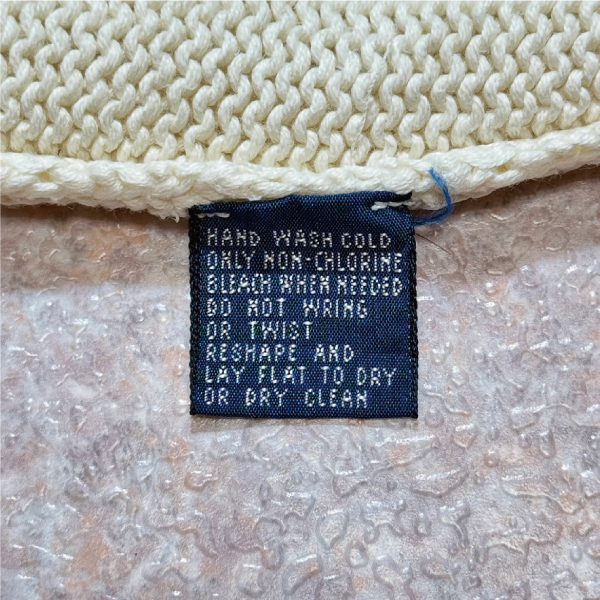 HAND WASH COLD
ONLY NON-CHLORINE
BLEACH WHEN NEEDED
DO NOT WRING
OR TWIST
RESHAPE AND
LAY FLAT TO DRY
OR DRY CLEAN